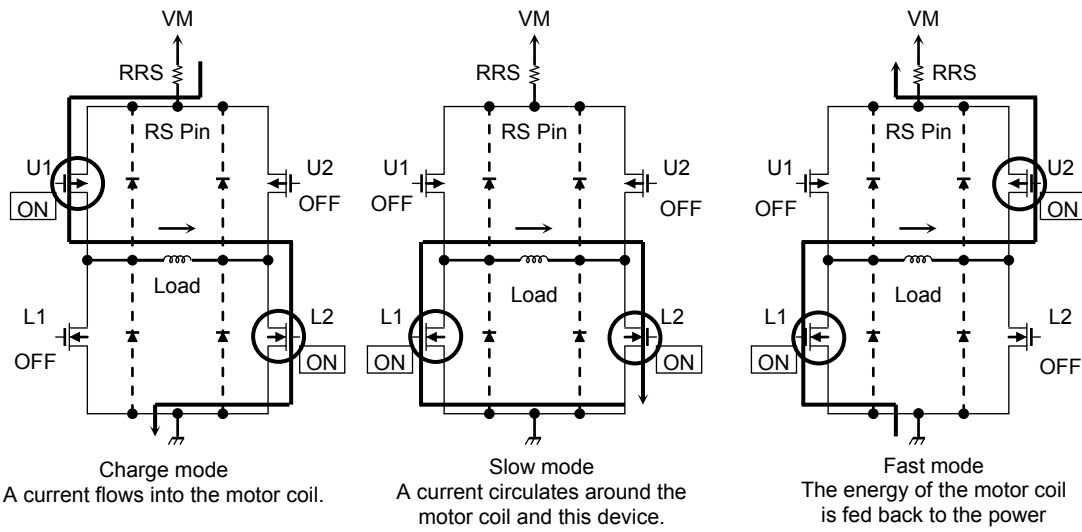 VM
RRS
RS Pin
U1
U2
ON
OFF
Load
L1
L2
OFF
ON
Charge mode
A current flows into the motor coil.
VM
RRS
RS Pin
U1
U2
OFF
OFF
Load
L1
L2
ON
ON
Slow mode
A current circulates around the
motor coil and this device.
VM
RRS
RS Pin
U1
U2
OFF
ON
Load
L1
L2
ON
OFF
Fast mode
The energy of the motor coil
is fed back to the power